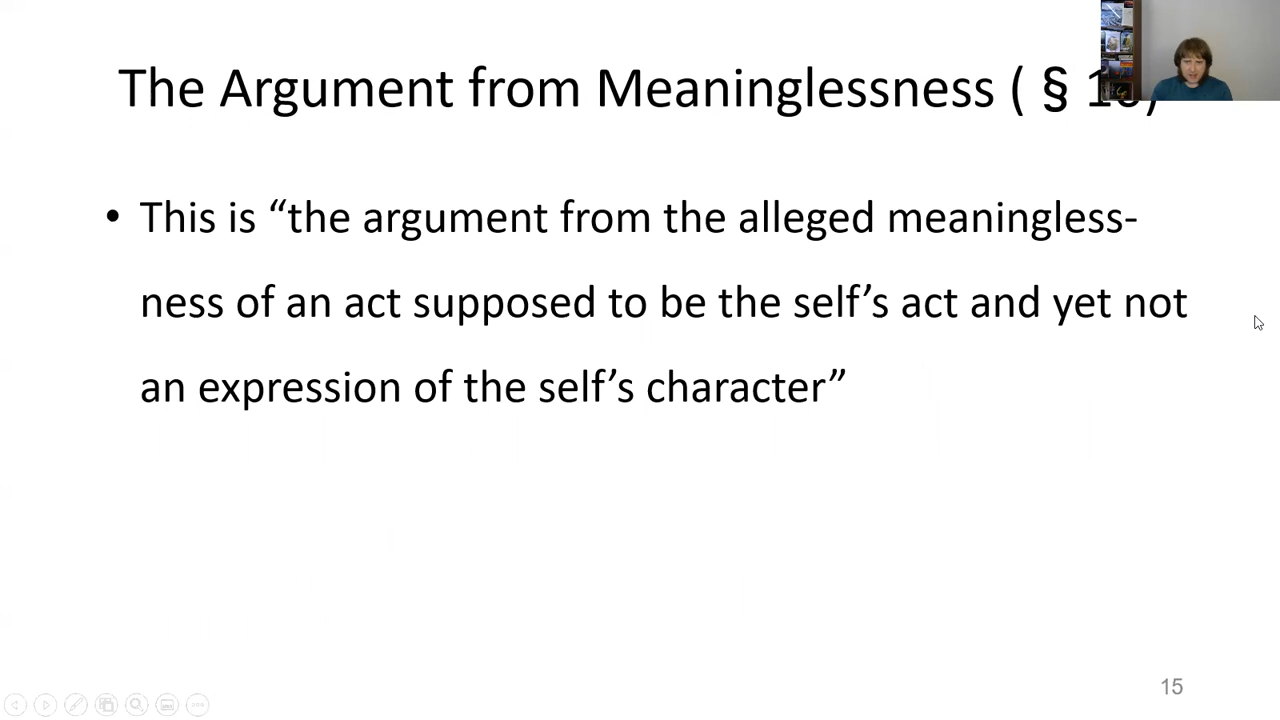 The Argument from Meaninglessness ( §
• This is “the argument from the alleged meaningless-
ness of an act supposed to be the self’s act and yet not
an expression of the self’s character”
15